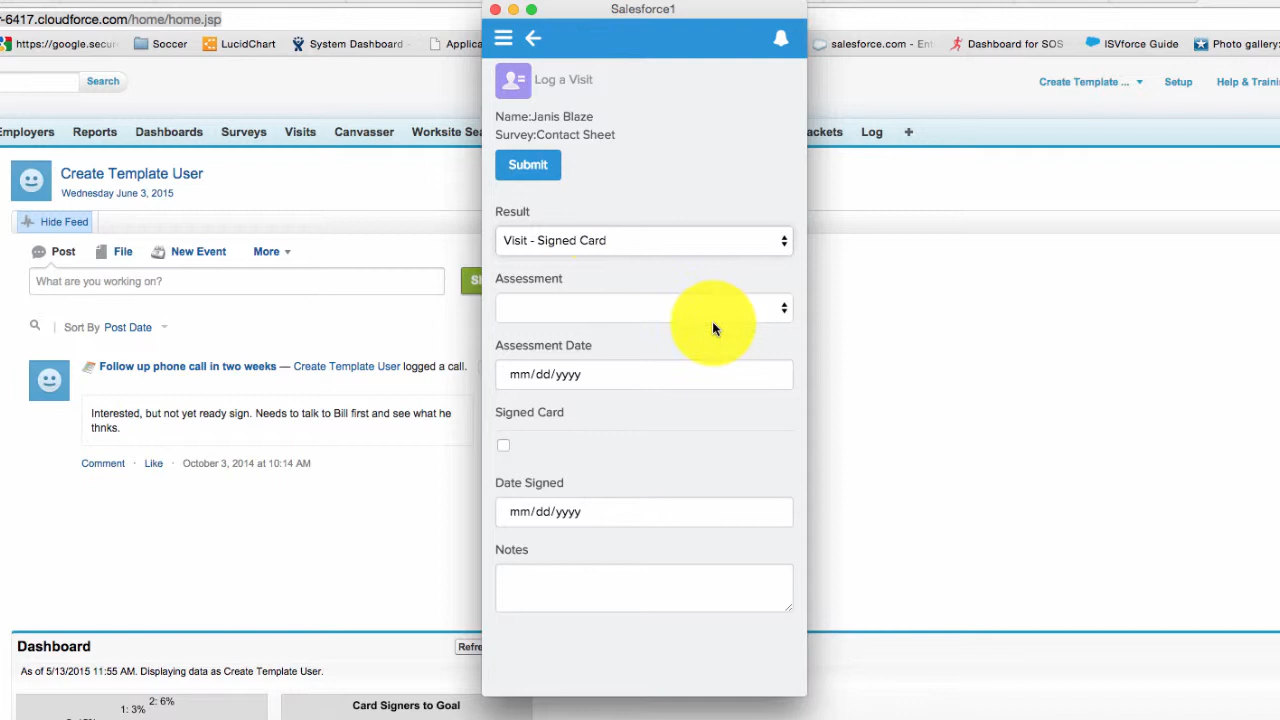 r-6417.cloudforce.com/home/home.jsp
Salesforce1
https://google.secur
Soccer
LucidChart
System Dashboard
Applica
salesforce.com - Ent
Dashboard for SOS
ISVforce Guide
Photo gallery:
Search
Create Template ...
Setup
Help & Traini
Employers
Reports
Dashboards
Surveys
Visits
Canvasser
Worksite Sea
ackets
Log
+
Create Template User
Wednesday June 3, 2015
Hide Feed
Post
File
New Event
More
What are you working on?
Sort By Post Date
Follow up phone call in two weeks — Create Template User logged a call.
Interested, but not yet ready sign. Needs to talk to Bill first and see what he
thnks.
Comment · Like · October 3, 2014 at 10:14 AM
Dashboard
Refre
As of 5/13/2015 11:55 AM. Displaying data as Create Template User.
2: 6%
1: 3%
Card Signers to Goal
Log a Visit
Name:Janis Blaze
Survey:Contact Sheet
Submit
Result
Visit - Signed Card
Assessment
Assessment Date
mm/dd/yyyy
Signed Card
Date Signed
mm/dd/yyyy
Notes